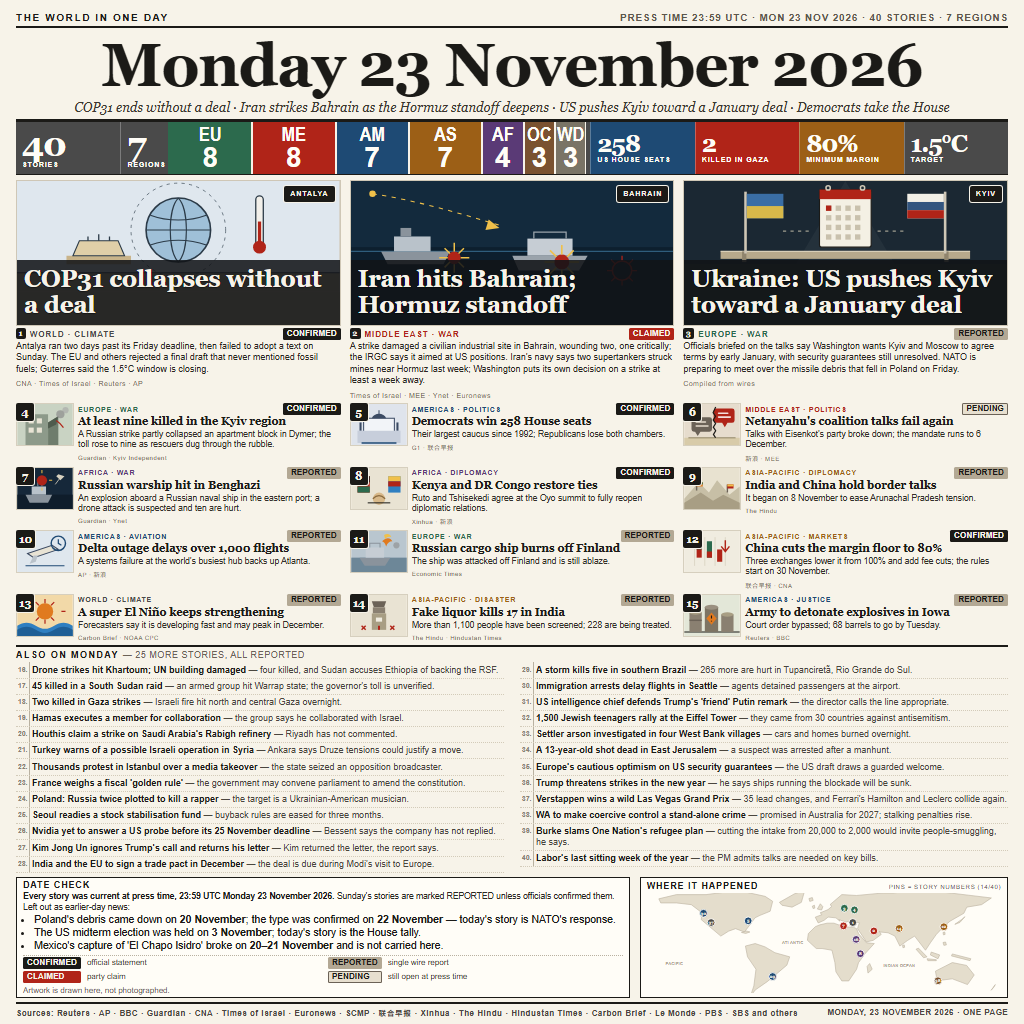 THE WORLD IN ONE DAY
PRESS TIME 23:59 UTC · MON 23 NOV 2026 · 40 STORIES · 7 REGIONS
Monday 23 November 2026
COP31 ends without a deal · Iran strikes Bahrain as the Hormuz standoff deepens · US pushes Kyiv toward a January deal · Democrats take the House
40 STORIES
7 REGIONS
EU 8
ME 8
AM 7
AS 7
AF 4
OC 3
WD 3
258 US HOUSE SEATS
2 KILLED IN GAZA
80% MINIMUM MARGIN
1.5°C TARGET
ANTALYA
COP31 collapses without
a deal
1 WORLD · CLIMATE CONFIRMED
Antalya ran two days past its Friday deadline, then failed to adopt a text on
Sunday. The EU and others rejected a final draft that never mentioned fossil
fuels; Guterres said the 1.5°C window is closing.
CNA · Times of Israel · Reuters · AP
BAHRAIN
Iran hits Bahrain;
Hormuz standoff
2 MIDDLE EAST · WAR CLAIMED
A strike damaged a civilian industrial site in Bahrain, wounding two, one critically;
the IRGC says it aimed at US positions. Iran's navy says two supertankers struck
mines near Hormuz last week; Washington puts its own decision on a strike at
least a week away.
Times of Israel · MEE · Ynet · Euronews
KYIV
Ukraine: US pushes Kyiv
toward a January deal
3 EUROPE · WAR REPORTED
Officials briefed on the talks say Washington wants Kyiv and Moscow to agree
terms by early January, with security guarantees still unresolved. NATO is
preparing to meet over the missile debris that fell in Poland on Friday.
Compiled from wires
4 EUROPE · WAR CONFIRMED
At least nine killed in the Kyiv region
A Russian strike partly collapsed an apartment block in Dymer; the
toll rose to nine as rescuers dug through the rubble.
Guardian · Kyiv Independent
5 AMERICAS · POLITICS CONFIRMED
Democrats win 258 House seats
Their largest caucus since 1992; Republicans lose both chambers.
G1 · 联合早报
6 MIDDLE EAST · POLITICS PENDING
Netanyahu's coalition talks fail again
Talks with Eisenkot's party broke down; the mandate runs to 6
December.
新浪 · MEE
7 AFRICA · WAR REPORTED
Russian warship hit in Benghazi
An explosion aboard a Russian naval ship in the eastern port; a
drone attack is suspected and ten are hurt.
Guardian · Ynet
8 AFRICA · DIPLOMACY CONFIRMED
Kenya and DR Congo restore ties
Ruto and Tshisekedi agree at the Oyo summit to fully reopen
diplomatic relations.
Xinhua · 新浪
9 ASIA-PACIFIC · DIPLOMACY REPORTED
India and China hold border talks
It began on 8 November to ease Arunachal Pradesh tension.
The Hindu
10 AMERICAS · AVIATION REPORTED
Delta outage delays over 1,000 flights
A systems failure at the world's busiest hub backs up Atlanta.
AP · 新浪
11 EUROPE · WAR REPORTED
Russian cargo ship burns off Finland
The ship was attacked off Finland and is still ablaze.
Economic Times
12 ASIA-PACIFIC · MARKETS CONFIRMED
China cuts the margin floor to 80%
Three exchanges lower it from 100% and add fee cuts; the rules
start on 30 November.
联合早报 · CNA
13 WORLD · CLIMATE REPORTED
A super El Niño keeps strengthening
Forecasters say it is developing fast and may peak in December.
Carbon Brief · NOAA CPC
14 ASIA-PACIFIC · DISASTER REPORTED
Fake liquor kills 17 in India
More than 1,100 people have been screened; 228 are being treated.
The Hindu · Hindustan Times
15 AMERICAS · JUSTICE REPORTED
Army to detonate explosives in Iowa
Court order bypassed; 68 barrels to go by Tuesday.
Reuters · BBC
ALSO ON MONDAY — 25 MORE STORIES, ALL REPORTED
16. Drone strikes hit Khartoum; UN building damaged — four killed, and Sudan accuses Ethiopia of backing the RSF.
17. 45 killed in a South Sudan raid — an armed group hit Warrap state; the governor's toll is unverified.
18. Two killed in Gaza strikes — Israeli fire hit north and central Gaza overnight.
19. Hamas executes a member for collaboration — the group says he collaborated with Israel.
20. Houthis claim a strike on Saudi Arabia's Rabigh refinery — Riyadh has not commented.
21. Turkey warns of a possible Israeli operation in Syria — Ankara says Druze tensions could justify a move.
22. Thousands protest in Istanbul over a media takeover — the state seized an opposition broadcaster.
23. France weighs a fiscal 'golden rule' — the government may convene parliament to amend the constitution.
24. Poland: Russia twice plotted to kill a rapper — the target is a Ukrainian-American musician.
25. Seoul readies a stock stabilisation fund — buyback rules are eased for three months.
26. Nvidia yet to answer a US probe before its 25 November deadline — Bessent says the company has not replied.
27. Kim Jong Un ignores Trump's call and returns his letter — Kim returned the letter, the report says.
28. India and the EU to sign a trade pact in December — the deal is due during Modi's visit to Europe.
29. A storm kills five in southern Brazil — 265 more are hurt in Tupanciretã, Rio Grande do Sul.
30. Immigration arrests delay flights in Seattle — agents detained passengers at the airport.
31. US intelligence chief defends Trump's 'friend' Putin remark — the director calls the line appropriate.
32. 1,500 Jewish teenagers rally at the Eiffel Tower — they came from 30 countries against antisemitism.
33. Settler arson investigated in four West Bank villages — cars and homes burned overnight.
34. A 13-year-old shot dead in East Jerusalem — a suspect was arrested after a manhunt.
35. Europe's cautious optimism on US security guarantees — the US draft draws a guarded welcome.
36. Trump threatens strikes in the new year — he says ships running the blockade will be sunk.
37. Verstappen wins a wild Las Vegas Grand Prix — 35 lead changes, and Ferrari's Hamilton and Leclerc collide again.
38. WA to make coercive control a stand-alone crime — promised in Australia for 2027; stalking penalties rise.
39. Burke slams One Nation's refugee plan — cutting the intake from 20,000 to 2,000 would invite people-smuggling,
he says.
40. Labor's last sitting week of the year — the PM admits talks are needed on key bills.
DATE CHECK
Every story was current at press time, 23:59 UTC Monday 23 November 2026. Sunday's stories are marked REPORTED unless officials confirmed them.
Left out as earlier-day news:
• Poland's debris came down on 20 November; the type was confirmed on 22 November — today's story is NATO's response.
• The US midterm election was held on 3 November; today's story is the House tally.
• Mexico's capture of 'El Chapo Isidro' broke on 20–21 November and is not carried here.
CONFIRMED official statement
REPORTED single wire report
CLAIMED party claim
PENDING still open at press time
Artwork is drawn here, not photographed.
WHERE IT HAPPENED
PINS = STORY NUMBERS (14/40)
ATLANTIC
PACIFIC
INDIAN OCEAN
Sources: Reuters · AP · BBC · Guardian · CNA · Times of Israel · Euronews · SCMP · 联合早报 · Xinhua · The Hindu · Hindustan Times · Carbon Brief · Le Monde · PBS · SBS and others
MONDAY, 23 NOVEMBER 2026 · ONE PAGE